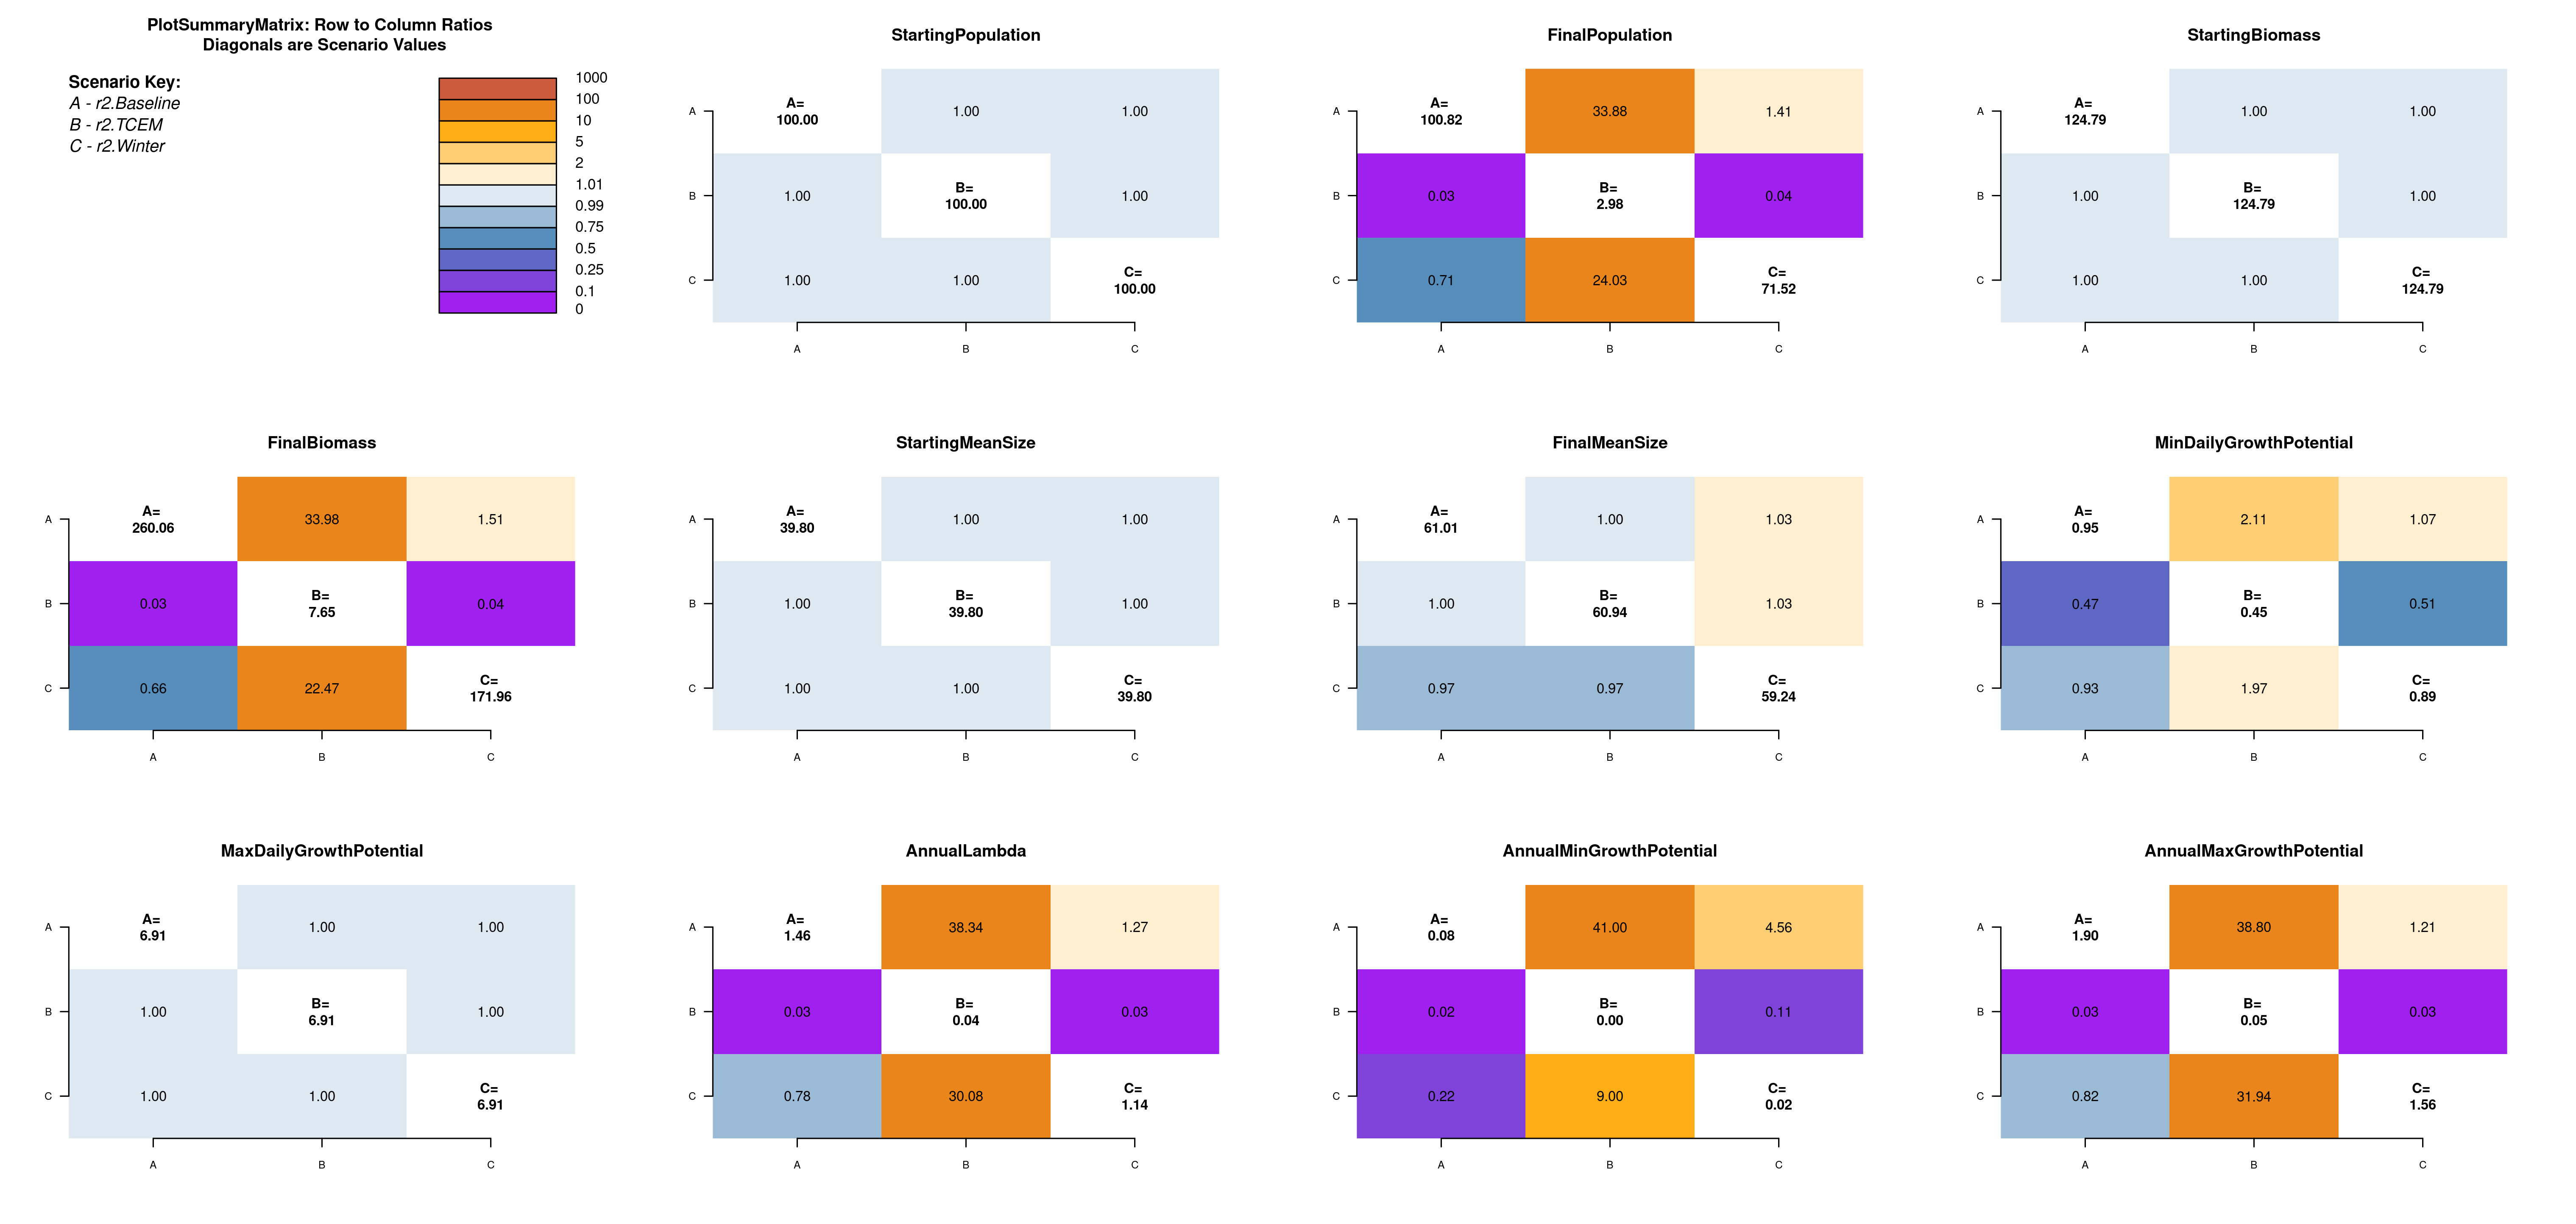 PlotSummaryMatrix: Row to Column Ratios
Diagonals are Scenario Values
Scenario Key:
A - r2.Baseline
B - r2.TCEM
C - r2.Winter
1000
100
10
5
2
1.01
0.99
0.75
0.5
0.25
0.1
0
StartingPopulation
A
A=
100.00
1.00
1.00
B
1.00
B=
100.00
1.00
C
1.00
1.00
C=
100.00
A B C
FinalPopulation
A
A=
100.82
33.88
1.41
B
0.03
B=
2.98
0.04
C
0.71
24.03
C=
71.52
A B C
StartingBiomass
A
A=
124.79
1.00
1.00
B
1.00
B=
124.79
1.00
C
1.00
1.00
C=
124.79
A B C
FinalBiomass
A
A=
260.06
33.98
1.51
B
0.03
B=
7.65
0.04
C
0.66
22.47
C=
171.96
A B C
StartingMeanSize
A
A=
39.80
1.00
1.00
B
1.00
B=
39.80
1.00
C
1.00
1.00
C=
39.80
A B C
FinalMeanSize
A
A=
61.01
1.00
1.03
B
1.00
B=
60.94
1.03
C
0.97
0.97
C=
59.24
A B C
MinDailyGrowthPotential
A
A=
0.95
2.11
1.07
B
0.47
B=
0.45
0.51
C
0.93
1.97
C=
0.89
A B C
MaxDailyGrowthPotential
A
A=
6.91
1.00
1.00
B
1.00
B=
6.91
1.00
C
1.00
1.00
C=
6.91
A B C
AnnualLambda
A
A=
1.46
38.34
1.27
B
0.03
B=
0.04
0.03
C
0.78
30.08
C=
1.14
A B C
AnnualMinGrowthPotential
A
A=
0.08
41.00
4.56
B
0.02
B=
0.00
0.11
C
0.22
9.00
C=
0.02
A B C
AnnualMaxGrowthPotential
A
A=
1.90
38.80
1.21
B
0.03
B=
0.05
0.03
C
0.82
31.94
C=
1.56
A B C